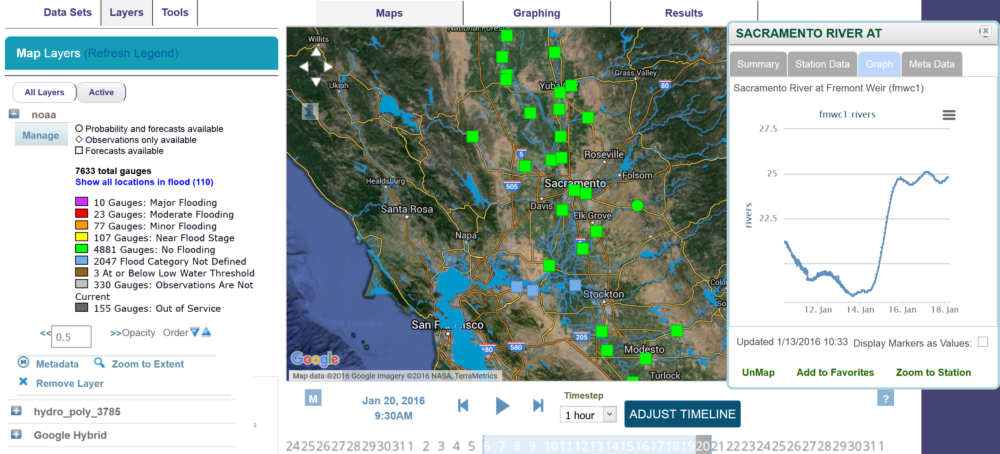 Data Sets Layers Tools
Maps Graphing Results
Map Layers (Refresh Legend)
All Layers Active
noaa
Manage
Probability and forecasts available
Observations only available
Forecasts available
7633 total gauges
Show all locations in flood (110)
10 Gauges: Major Flooding
23 Gauges: Moderate Flooding
77 Gauges: Minor Flooding
107 Gauges: Near Flood Stage
4881 Gauges: No Flooding
2047 Flood Category Not Defined
3 At or Below Low Water Threshold
330 Gauges: Observations Are Not
Current
155 Gauges: Out of Service
<< 0.5 >>Opacity Order
M Metadata Zoom to Extent
Remove Layer
hydro_poly_3785
Google Hybrid
s
National Forest
Willits
Grass Valley
80
Ukiah
5
Roseville
Folsom
Healdsburg
Sacramento
505
Davis
Santa Rosa
Elk Grove
Napa
5
Stockton
San Francisco
205
580
Modesto
Google
Map data ©2016 Google Imagery ©2016 NASA, TerraMetrics
Turlock
SACRAMENTO RIVER AT
x
Summary Station Data Graph Meta Data
Sacramento River at Fremont Weir (fmwc1)
fmwc1:rivers
27.5
25
22.5
rivers
12. Jan 14. Jan 16. Jan 18. Jan
Updated 1/13/2016 10:33 Display Markers as Values:
UnMap Add to Favorites Zoom to Station
M
Jan 20, 2016
9:30AM
Timestep
1 hour
ADJUST TIMELINE
?
24 25 26 27 28 29 30 31 1 2 3 4 5 6 7 8 9 10 11 12 13 14 15 16 17 18 19 20 21 22 23 24 25 26 27 28 29 30 31 1